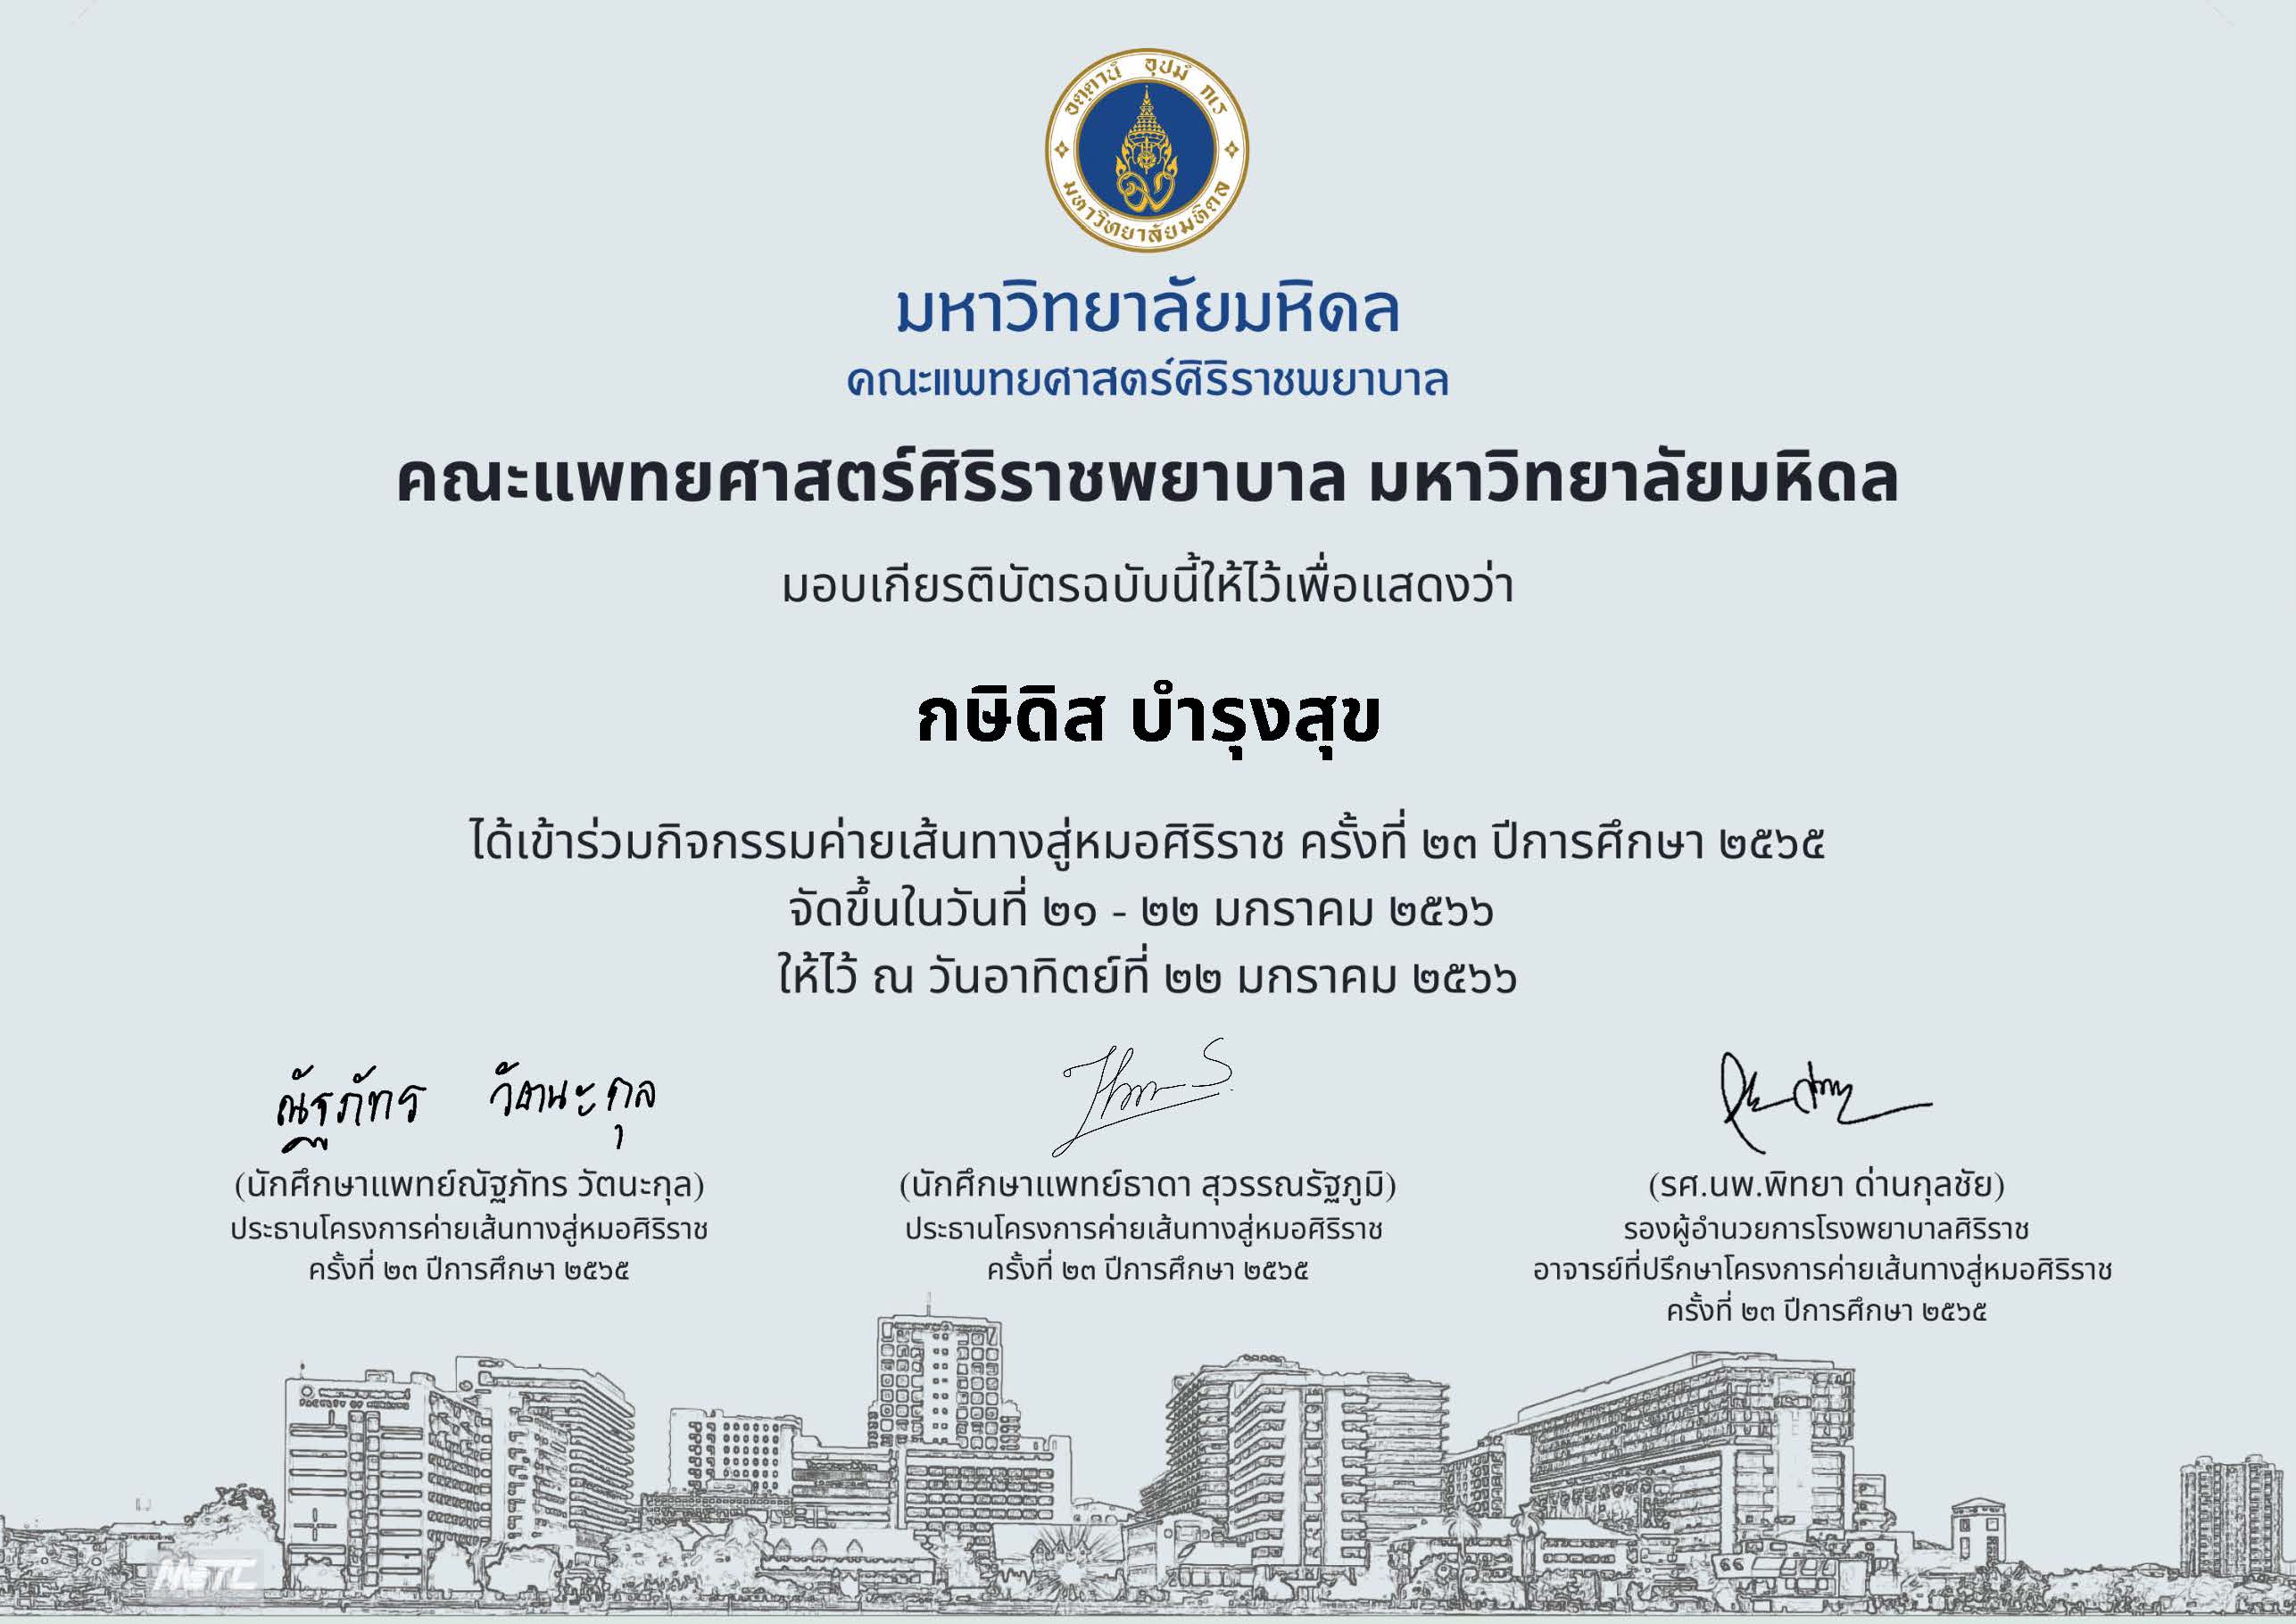 อตฺตานํ อุปมํ กเร
มหาวิทยาลัยมหิดล
มหาวิทยาลัยมหิดล
คณะแพทยศาสตร์ศิริราชพยาบาล
คณะแพทยศาสตร์ศิริราชพยาบาล มหาวิทยาลัยมหิดล
มอบเกียรติบัตรฉบับนี้ให้ไว้เพื่อแสดงว่า
กษิดิส บำรุงสุข
ได้เข้าร่วมกิจกรรมค่ายเส้นทางสู่หมอศิริราช ครั้งที่ ๒๓ ปีการศึกษา ๒๕๖๕
จัดขึ้นในวันที่ ๒๑ - ๒๒ มกราคม ๒๕๖๖
ให้ไว้ ณ วันอาทิตย์ที่ ๒๒ มกราคม ๒๕๖๖
ณัฐภัทร วัตนะกุล
(นักศึกษาแพทย์ณัฐภัทร วัตนะกุล)
ประธานโครงการค่ายเส้นทางสู่หมอศิริราช
ครั้งที่ ๒๓ ปีการศึกษา ๒๕๖๕
(นักศึกษาแพทย์ธาดา สุวรรณรัฐภูมิ)
ประธานโครงการค่ายเส้นทางสู่หมอศิริราช
ครั้งที่ ๒๓ ปีการศึกษา ๒๕๖๕
(รศ.นพ.พิทยา ด่านกุลชัย)
รองผู้อำนวยการโรงพยาบาลศิริราช
อาจารย์ที่ปรึกษาโครงการค่ายเส้นทางสู่หมอศิริราช
ครั้งที่ ๒๓ ปีการศึกษา ๒๕๖๕